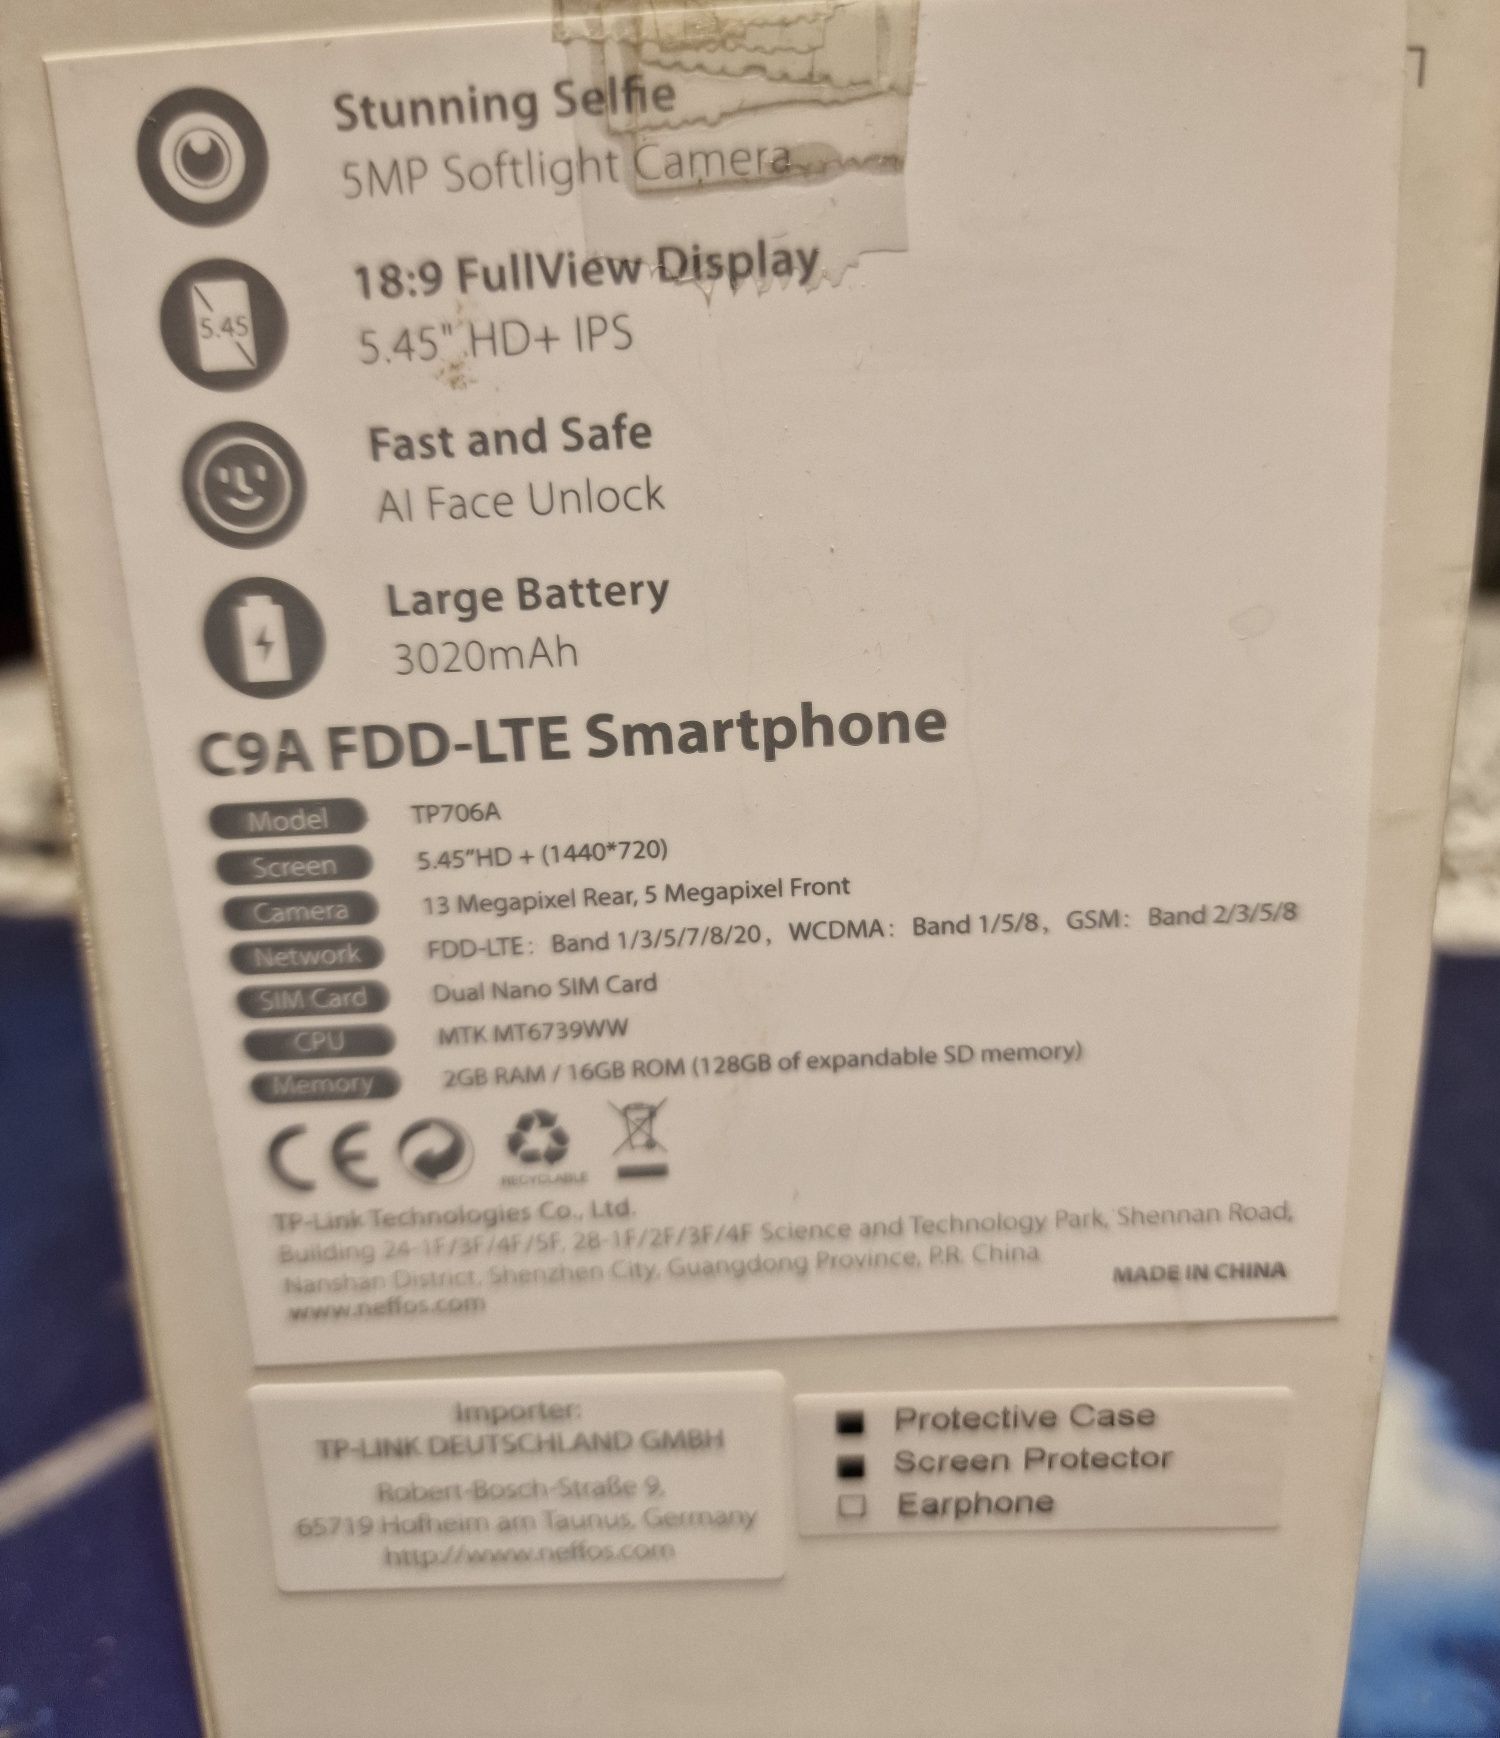 Stunning Selfie
5MP Softlight Camera
5.45
18:9 FullView Display
5.45" HD+ IPS
Fast and Safe
AI Face Unlock
Large Battery
3020mAh
C9A FDD-LTE Smartphone
Model TP706A
Screen 5.45"HD + (1440*720)
Camera 13 Megapixel Rear, 5 Megapixel Front
Network FDD-LTE: Band 1/3/5/7/8/20, WCDMA: Band 1/5/8, GSM: Band 2/3/5/8
SIM Card Dual Nano SIM Card
CPU MTK MT6739WW
Memory 2GB RAM / 16GB ROM (128GB of expandable SD memory)
CE
RECYCLABLE
TP-Link Technologies Co., Ltd.
Building 24-1F/3F/4F/5F, 28-1F/2F/3F/4F Science and Technology Park, Shennan Road,
Nanshan District, Shenzhen City, Guangdong Province, P.R. China
www.neffos.com
MADE IN CHINA
Importer:
TP-LINK DEUTSCHLAND GMBH
Robert-Bosch-Straße 9,
65719 Hofheim am Taunus, Germany
http://www.neffos.com
Protective Case
Screen Protector
Earphone